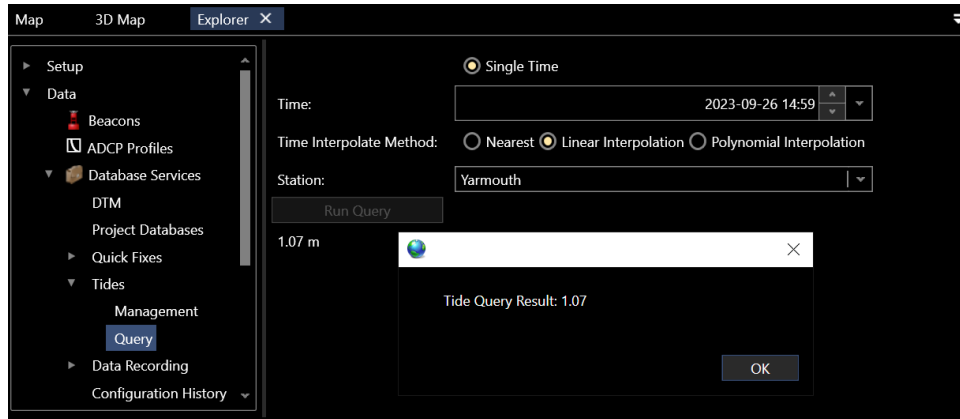 Map 3D Map Explorer
Setup
Data
Beacons
ADCP Profiles
Database Services
DTM
Project Databases
Quick Fixes
Tides
Management
Query
Data Recording
Configuration History
Single Time
Time: 2023-09-26 14:59
Time Interpolate Method: Nearest Linear Interpolation Polynomial Interpolation
Station: Yarmouth
Run Query
1.07 m
Tide Query Result: 1.07
OK